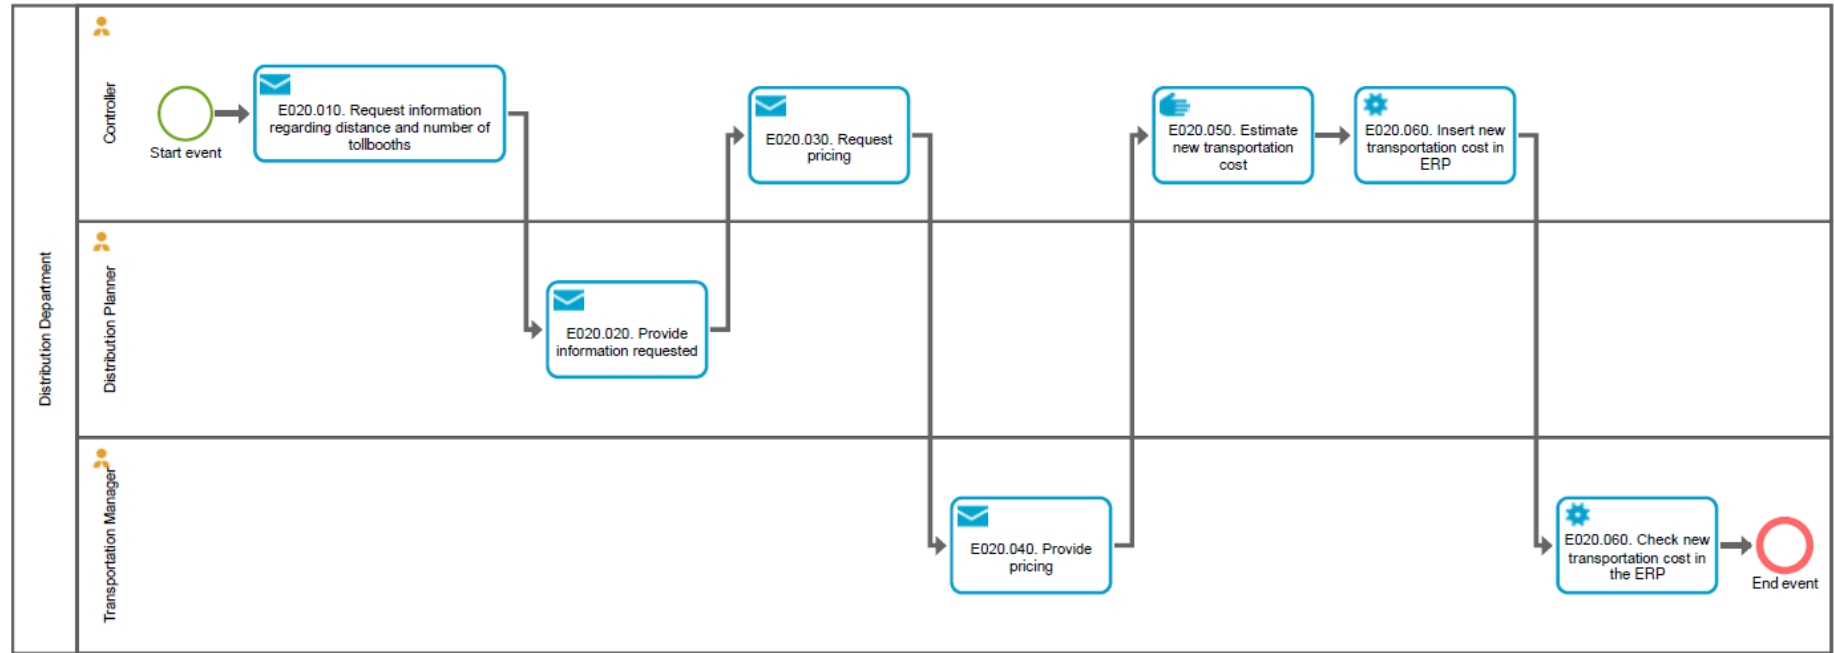 Distribution Department
Controller
Start event
E020.010. Request information
regarding distance and number of
tollbooths
E020.030. Request
pricing
E020.050. Estimate
new transportation
cost
E020.060. Insert new
transportation cost in
ERP
Distribution Planner
E020.020. Provide
information requested
Transportation Manager
E020.040. Provide
pricing
E020.060. Check new
transportation cost in
the ERP
End event